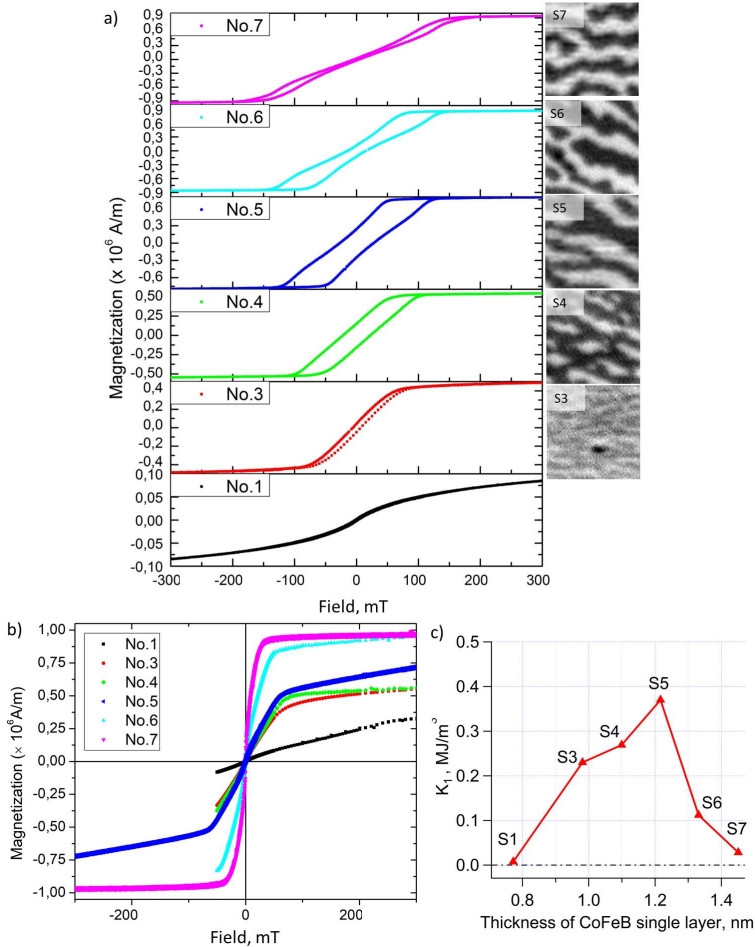 a)
Magnetization (x 10⁶ A/m)
0,9
0,6
0,3
0,0
-0,3
-0,6
-0,9
No.7
S7
0,9
0,6
0,3
0,0
-0,3
-0,6
-0,9
No.6
S6
0,6
0,3
0,0
-0,3
-0,6
No.5
S5
0,50
0,25
0,00
-0,25
-0,50
No.4
S4
0,4
0,2
0,0
-0,2
-0,4
No.3
S3
0,10
0,05
0,00
-0,05
-0,10
No.1
-300 -200 -100 0 100 200 300
Field, mT
b)
Magnetization (× 10⁶A/m)
1,00
0,75
0,50
0,25
0,00
-0,25
-0,50
-0,75
-1,00
No.1
No.3
No.4
No.5
No.6
No.7
-200 0 200
Field, mT
c)
K₁, MJ/m³
0.5
0.4
0.3
0.2
0.1
0.0
S1
S3
S4
S5
S6
S7
0.8 1.0 1.2 1.4
Thickness of CoFeB single layer, nm